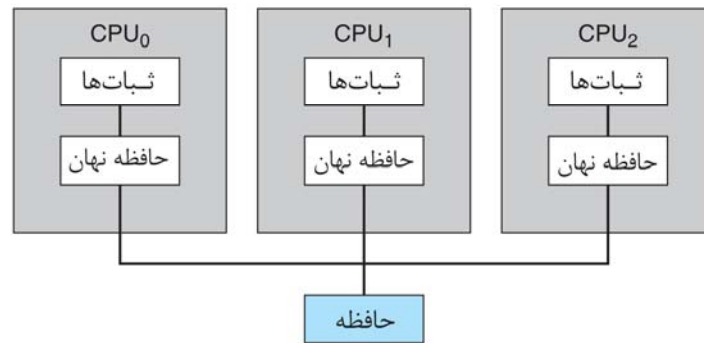 CPU₀
ثبات‌ها
حافظه نهان
CPU₁
ثبات‌ها
حافظه نهان
CPU₂
ثبات‌ها
حافظه نهان
حافظه